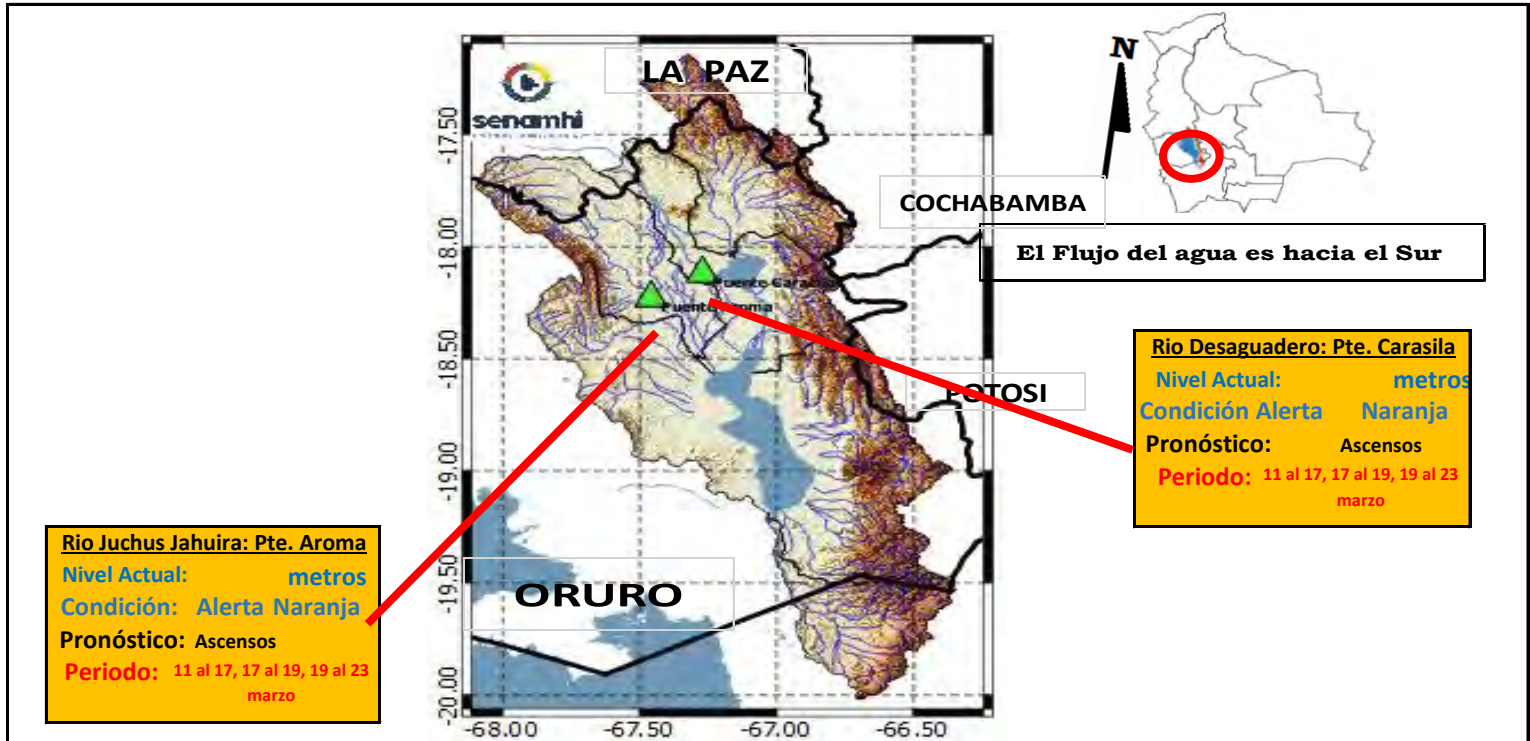 LA PAZ
senamhi
N
COCHABAMBA
El Flujo del agua es hacia el Sur
Puente
Puente
POTOSI
ORURO
-17.50
-18.00
-18.50
-19.00
-19.50
-20.00
-68.00 -67.50 -67.00 -66.50
Rio Desaguadero: Pte. Carasila
Nivel Actual: metros
Condición Alerta Naranja
Pronóstico: Ascensos
Periodo: 11 al 17, 17 al 19, 19 al 23
marzo
Rio Juchus Jahuira: Pte. Aroma
Nivel Actual: metros
Condición: Alerta Naranja
Pronóstico: Ascensos
Periodo: 11 al 17, 17 al 19, 19 al 23
marzo